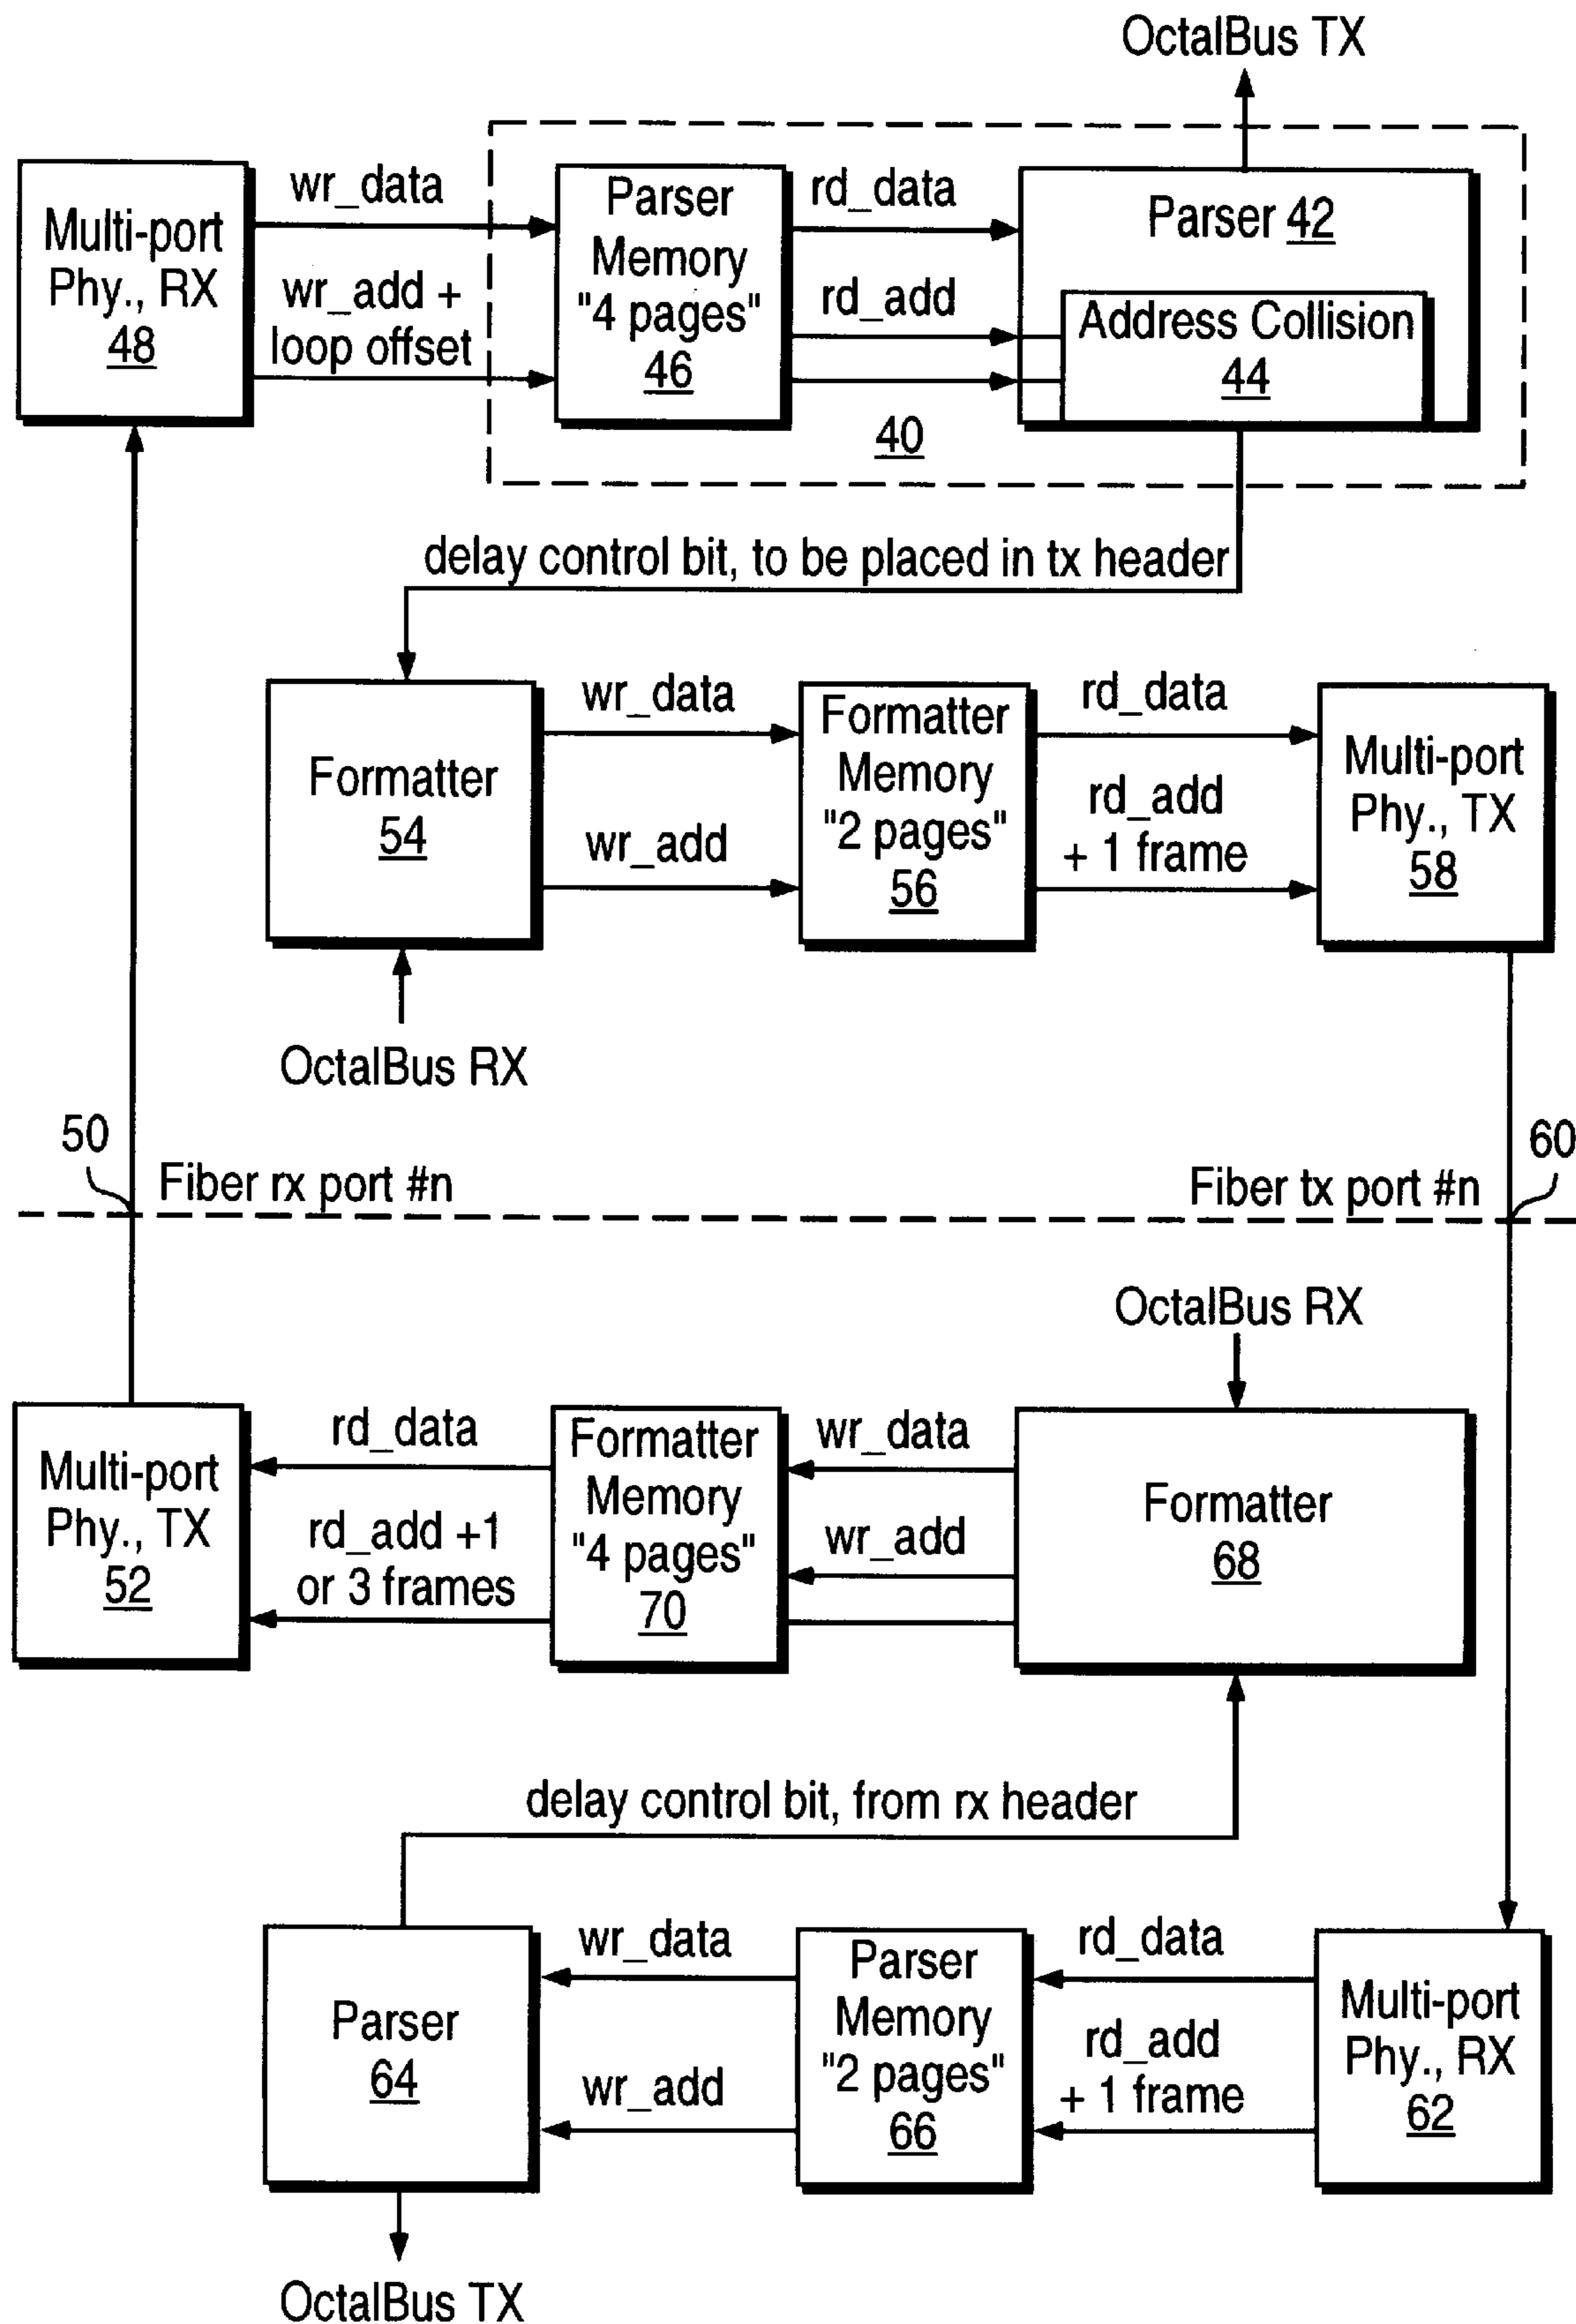 OctalBus TX
Multi-port
Phy., RX
48
wr_data
wr_add +
loop offset
Parser
Memory
"4 pages"
46
rd_data
rd_add
Parser 42
Address Collision
44
40
delay control bit, to be placed in tx header
Formatter
54
wr_data
wr_add
Formatter
Memory
"2 pages"
56
rd_data
rd_add
+ 1 frame
Multi-port
Phy., TX
58
OctalBus RX
50
Fiber rx port #n
Fiber tx port #n
60
OctalBus RX
Multi-port
Phy., TX
52
rd_data
rd_add +1
or 3 frames
Formatter
Memory
"4 pages"
70
wr_data
wr_add
Formatter
68
delay control bit, from rx header
Parser
64
wr_data
wr_add
Parser
Memory
"2 pages"
66
rd_data
rd_add
+ 1 frame
Multi-port
Phy., RX
62
OctalBus TX